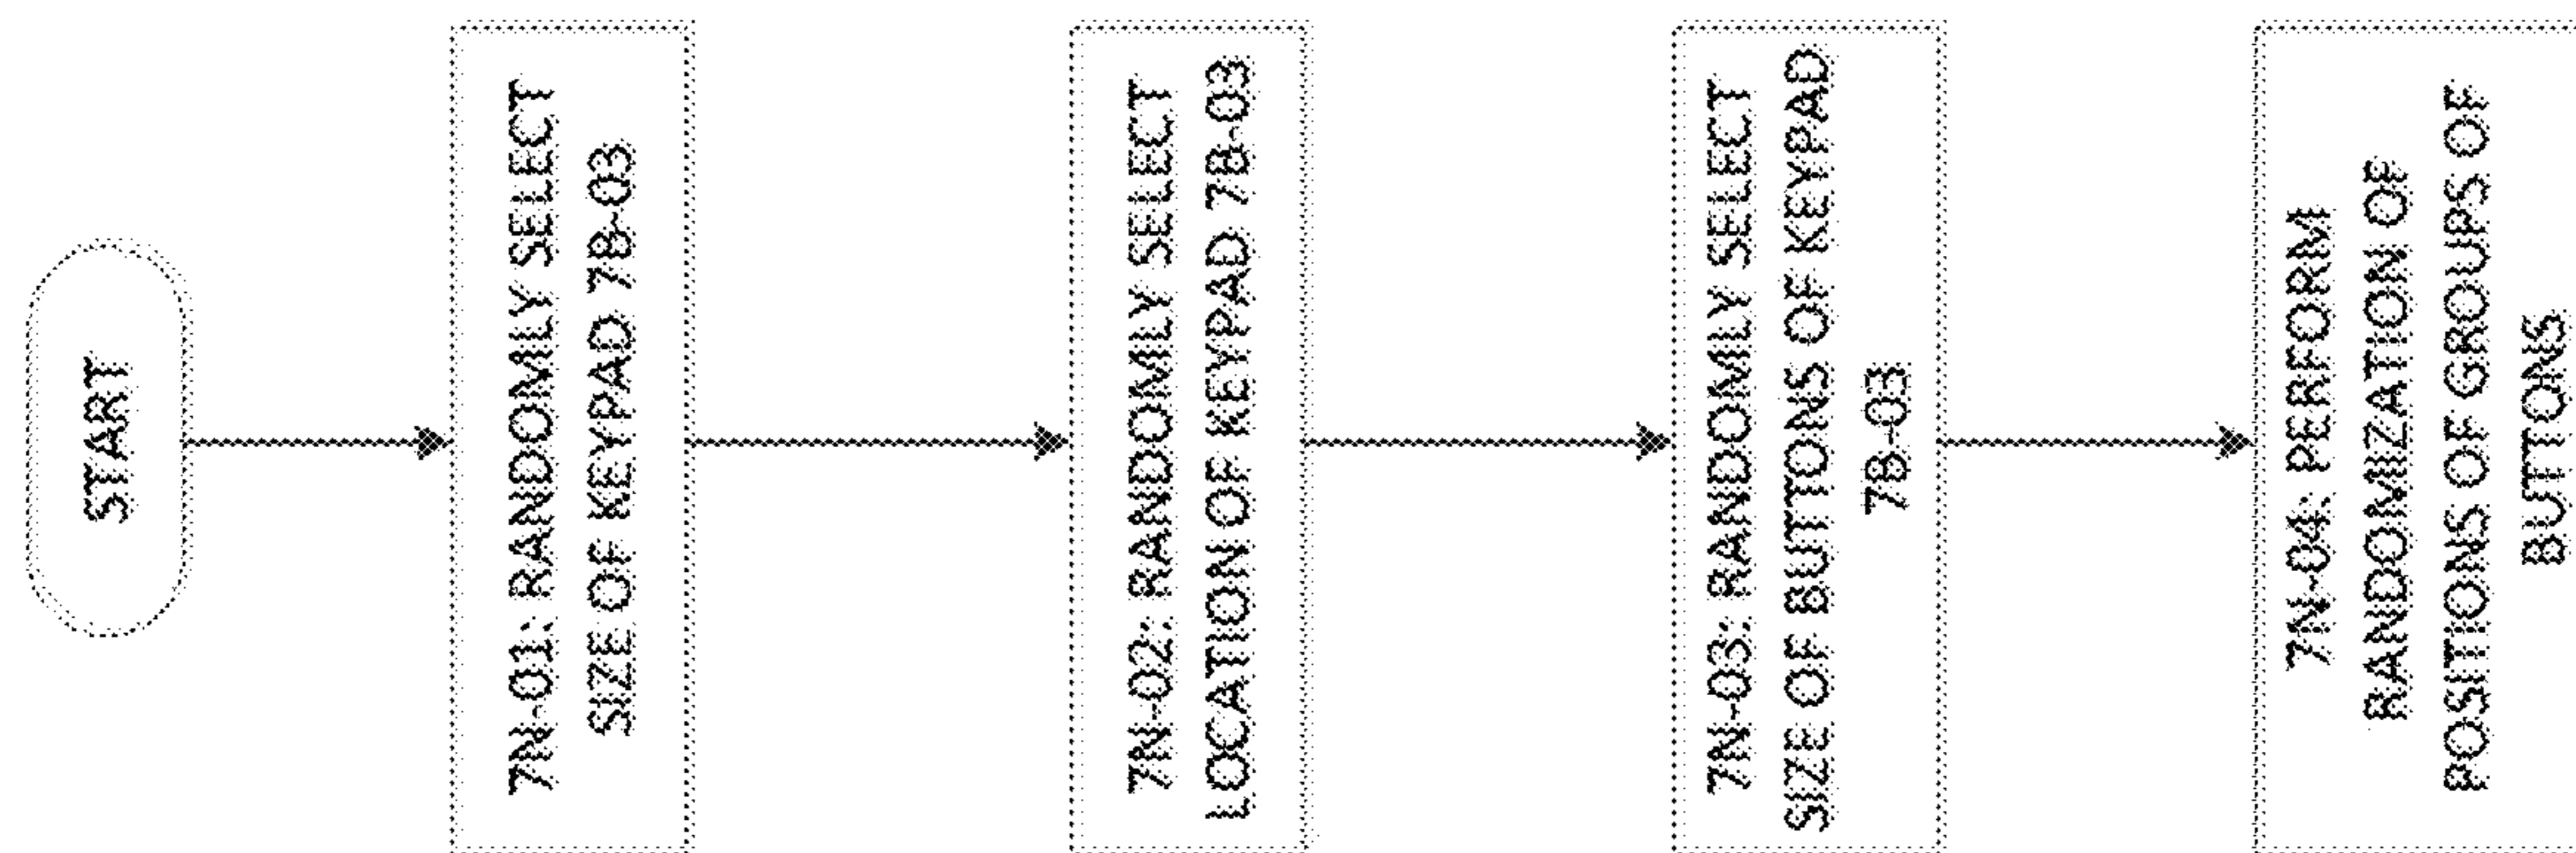 START
7N-01: RANDOMLY SELECT
SIZE OF KEYPAD 7B-03
7N-02: RANDOMLY SELECT
LOCATION OF KEYPAD 7B-03
7N-03: RANDOMLY SELECT
SIZE OF BUTTONS OF KEYPAD
7B-03
7N-04: PERFORM
RANDOMIZATION OF
POSITIONS OF GROUPS OF
BUTTONS